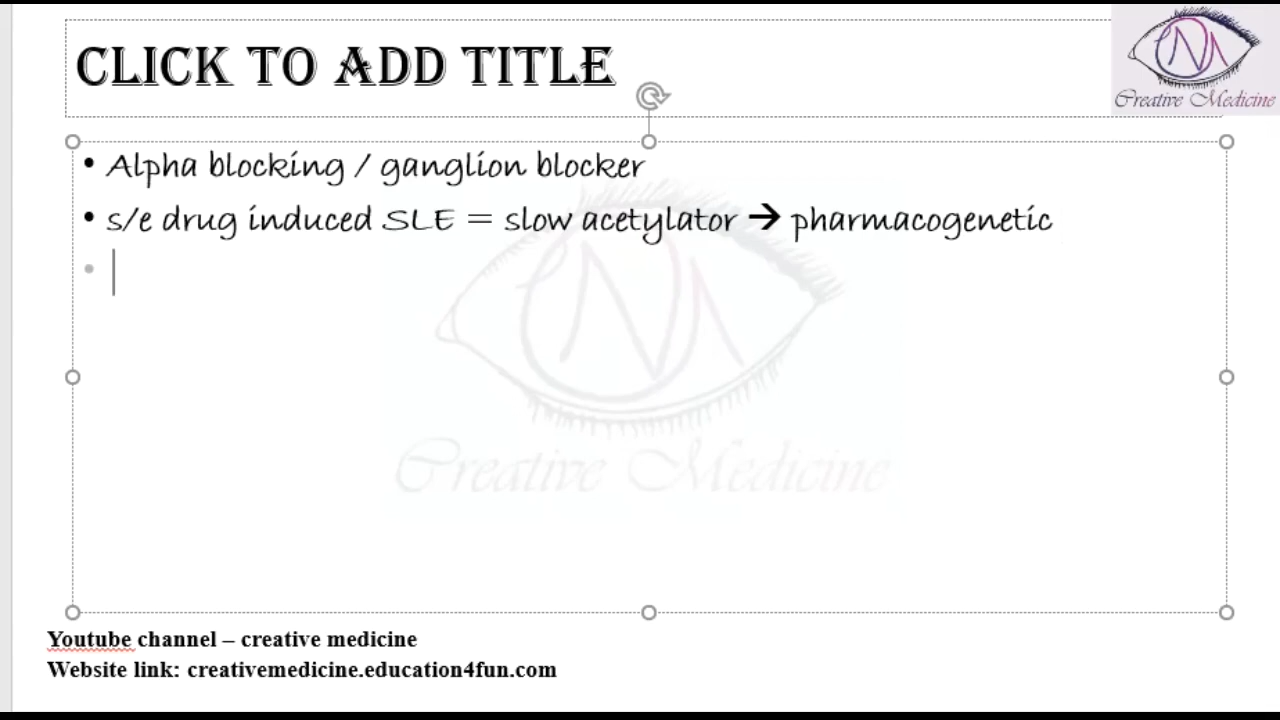 CLICK TO ADD TITLE
Creative Medicine
• Alpha blocking / ganglion blocker
• s/e drug induced SLE = slow acetylator → pharmacogenetic
•
Creative Medicine
Youtube channel – creative medicine
Website link: creativemedicine.education4fun.com